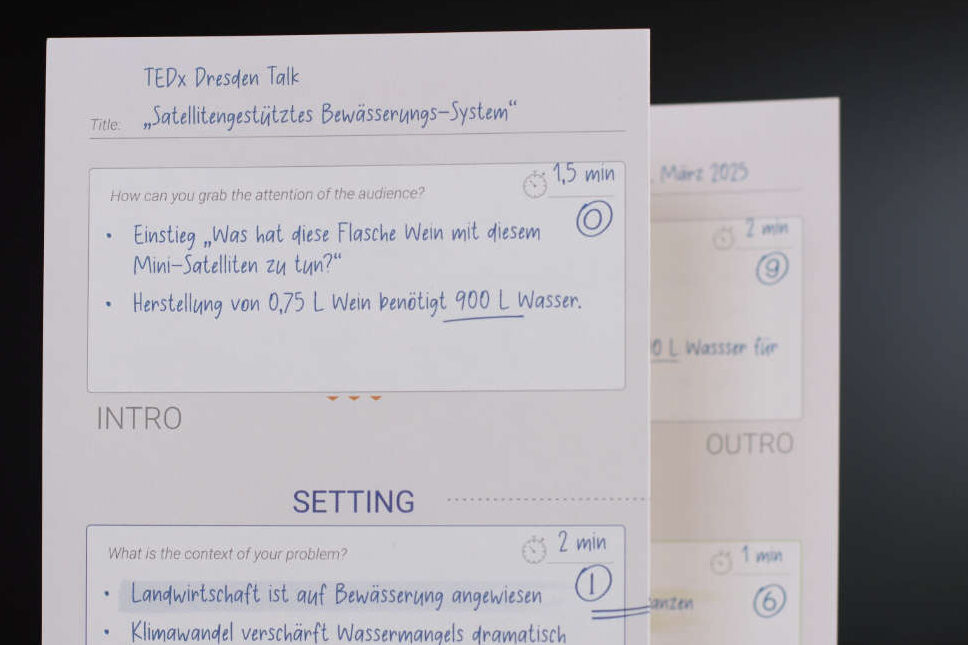 TEDx Dresden Talk
Title: „Satellitengestütztes Bewässerungs-System“
How can you grab the attention of the audience?
1,5 min
0
• Einstieg „Was hat diese Flasche Wein mit diesem
Mini-Satelliten zu tun?“
• Herstellung von 0,75 L Wein benötigt 900 L Wasser.
INTRO
SETTING
What is the context of your problem?
2 min
1
• Landwirtschaft ist auf Bewässerung angewiesen
• Klimawandel verschärft Wassermangels dramatisch
. März 2025
2 min
9
0 L Wassser für
OUTRO
1 min
6
anzen